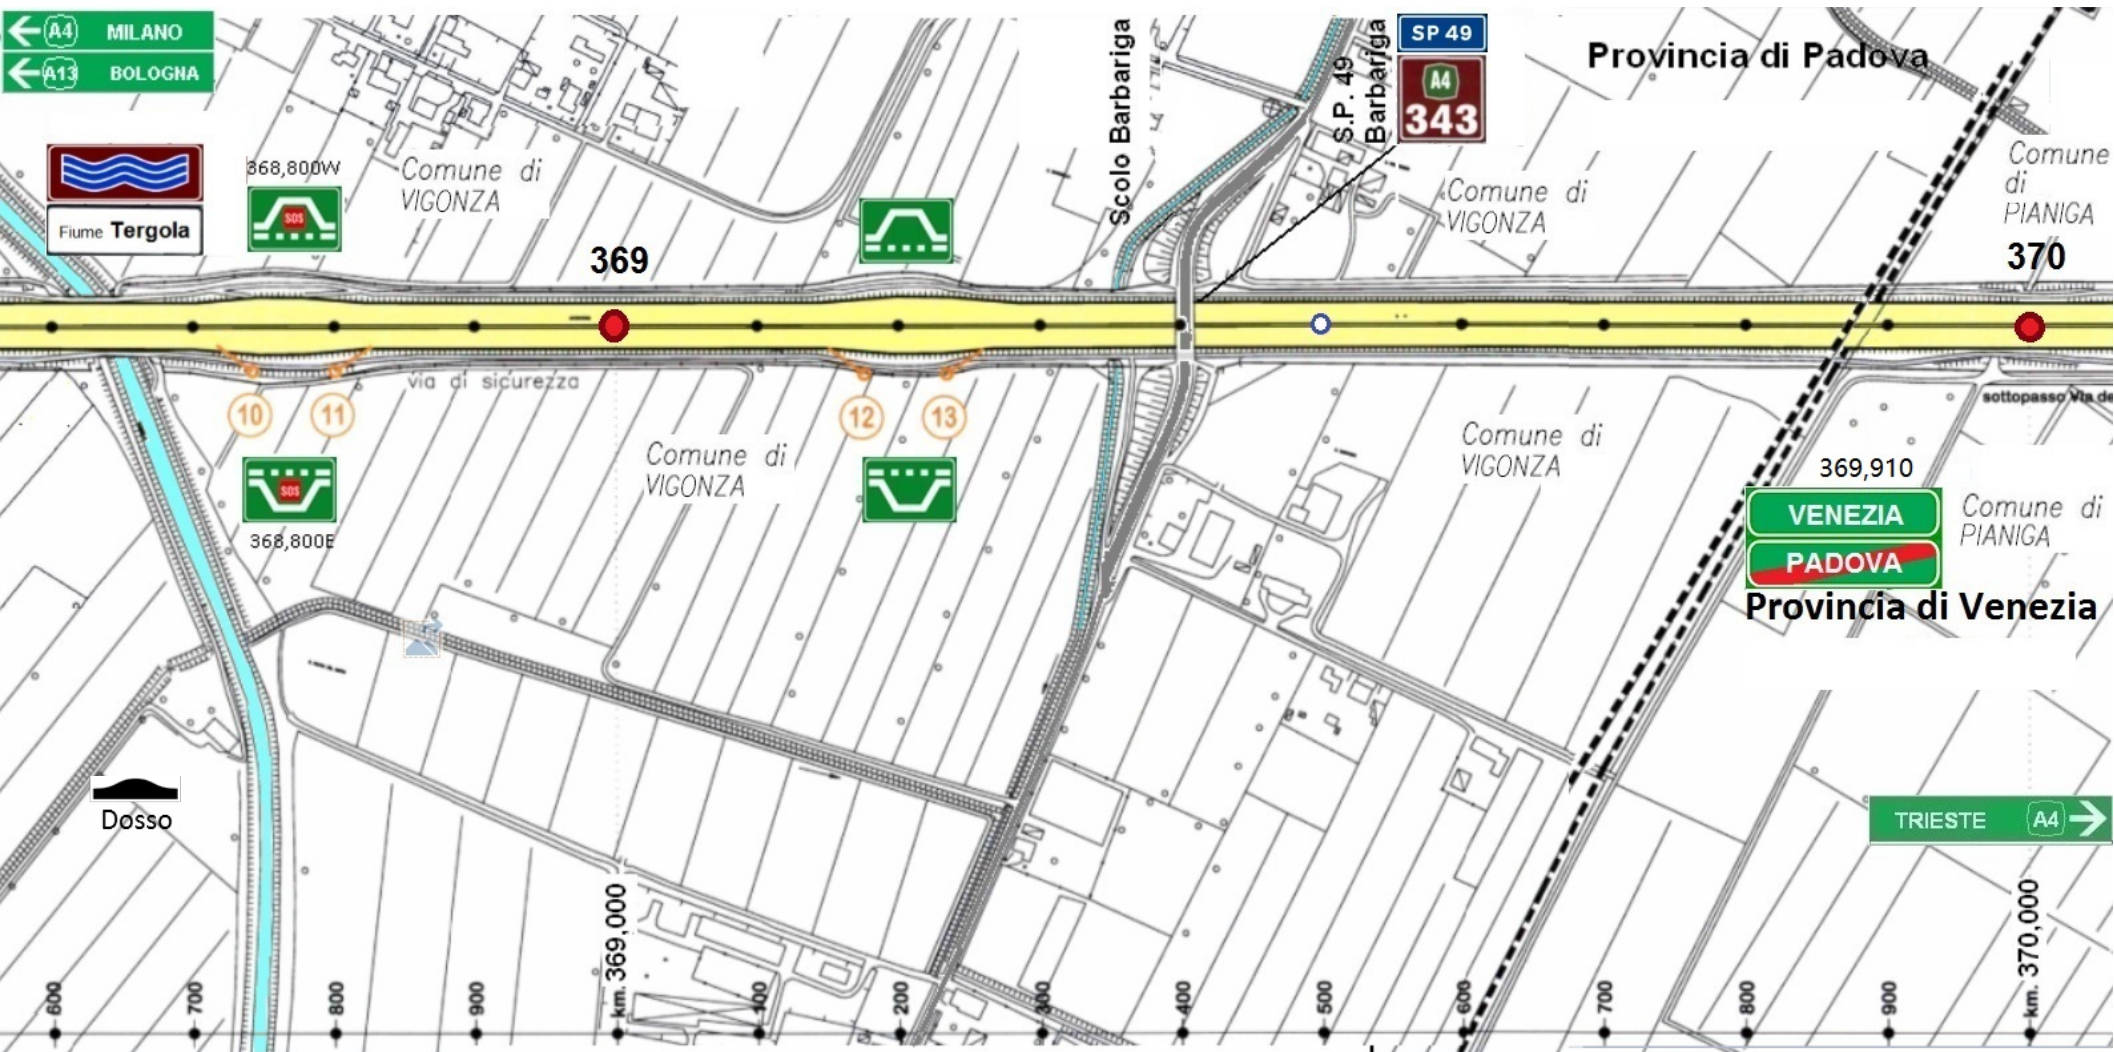 A4 MILANO
A13 BOLOGNA
Scolo Barbariga
S.P. 49
Barbariga
SP 49
A4
343
Provincia di Padova
Fiume Tergola
368,800W
SOS
Comune di
VIGONZA
Comune di
VIGONZA
Comune
di
PIANIGA
369
370
via di sicurezza
sottopasso Via de
10
11
12
13
SOS
368,800E
Comune di
VIGONZA
Comune di
VIGONZA
369,910
VENEZIA
PADOVA
Comune di
PIANIGA
Provincia di Venezia
Dosso
TRIESTE A4
600
700
800
900
km. 369,000
100
200
300
400
500
600
700
800
900
km. 370,000